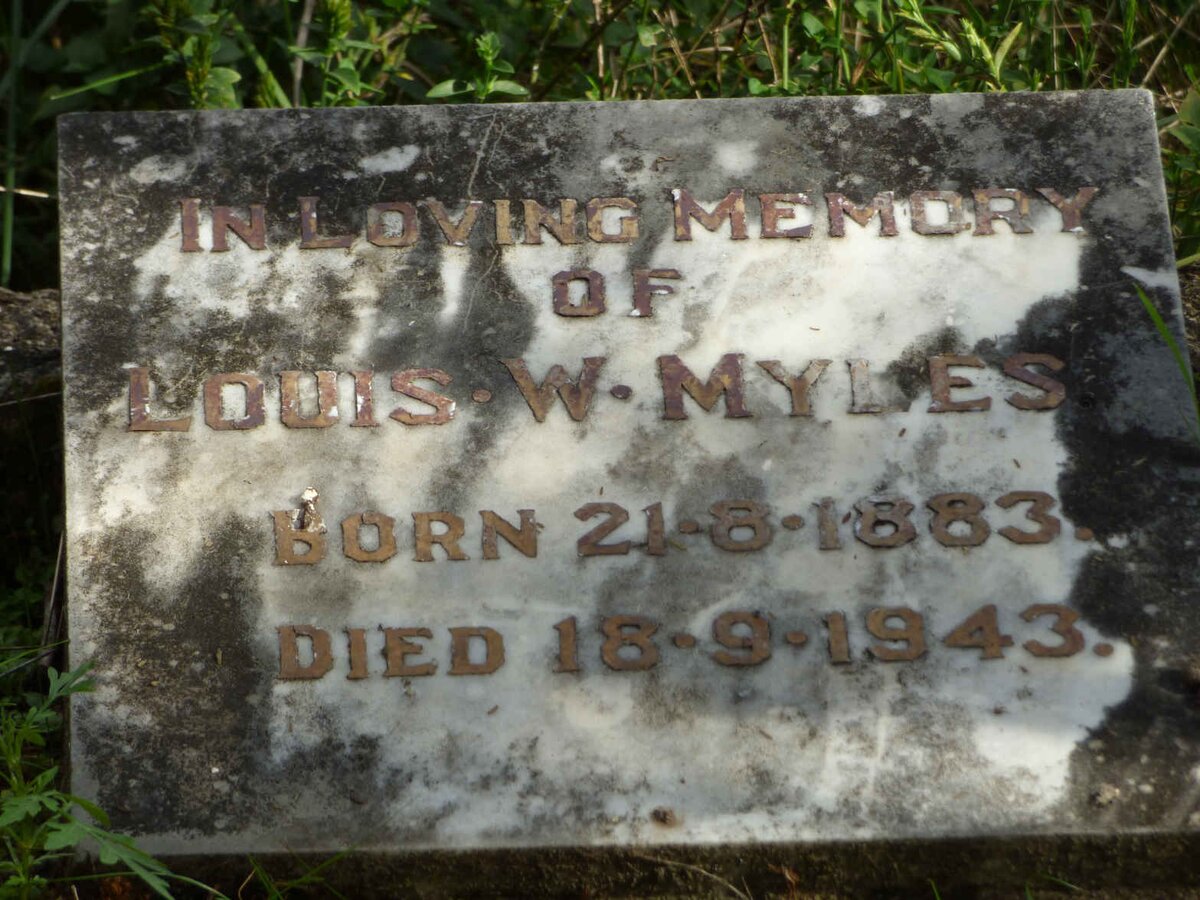 IN LOVING MEMORY
OF
LOUIS · W · MYLES
BORN 21·8·1883.
DIED 18·9·1943.